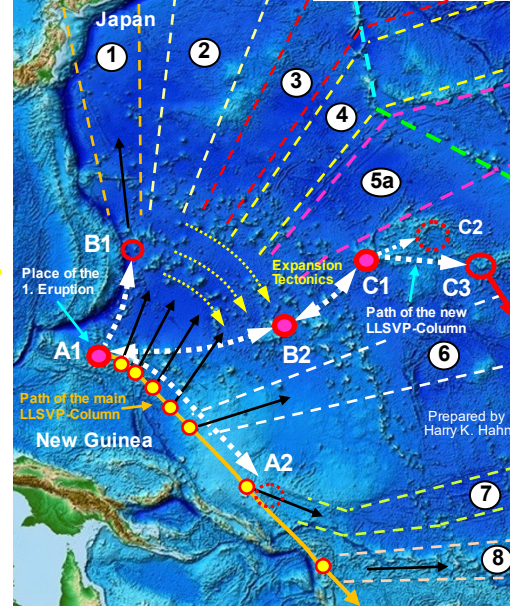 Japan
1
2
3
4
5a
B1
C2
Place of the
1. Eruption
Expansion
Tectonics
C1
C3
Path of the new
LLSVP-Column
A1
B2
6
Path of the main
LLSVP-Column
Prepared by
Harry K. Hahn
New Guinea
A2
7
8